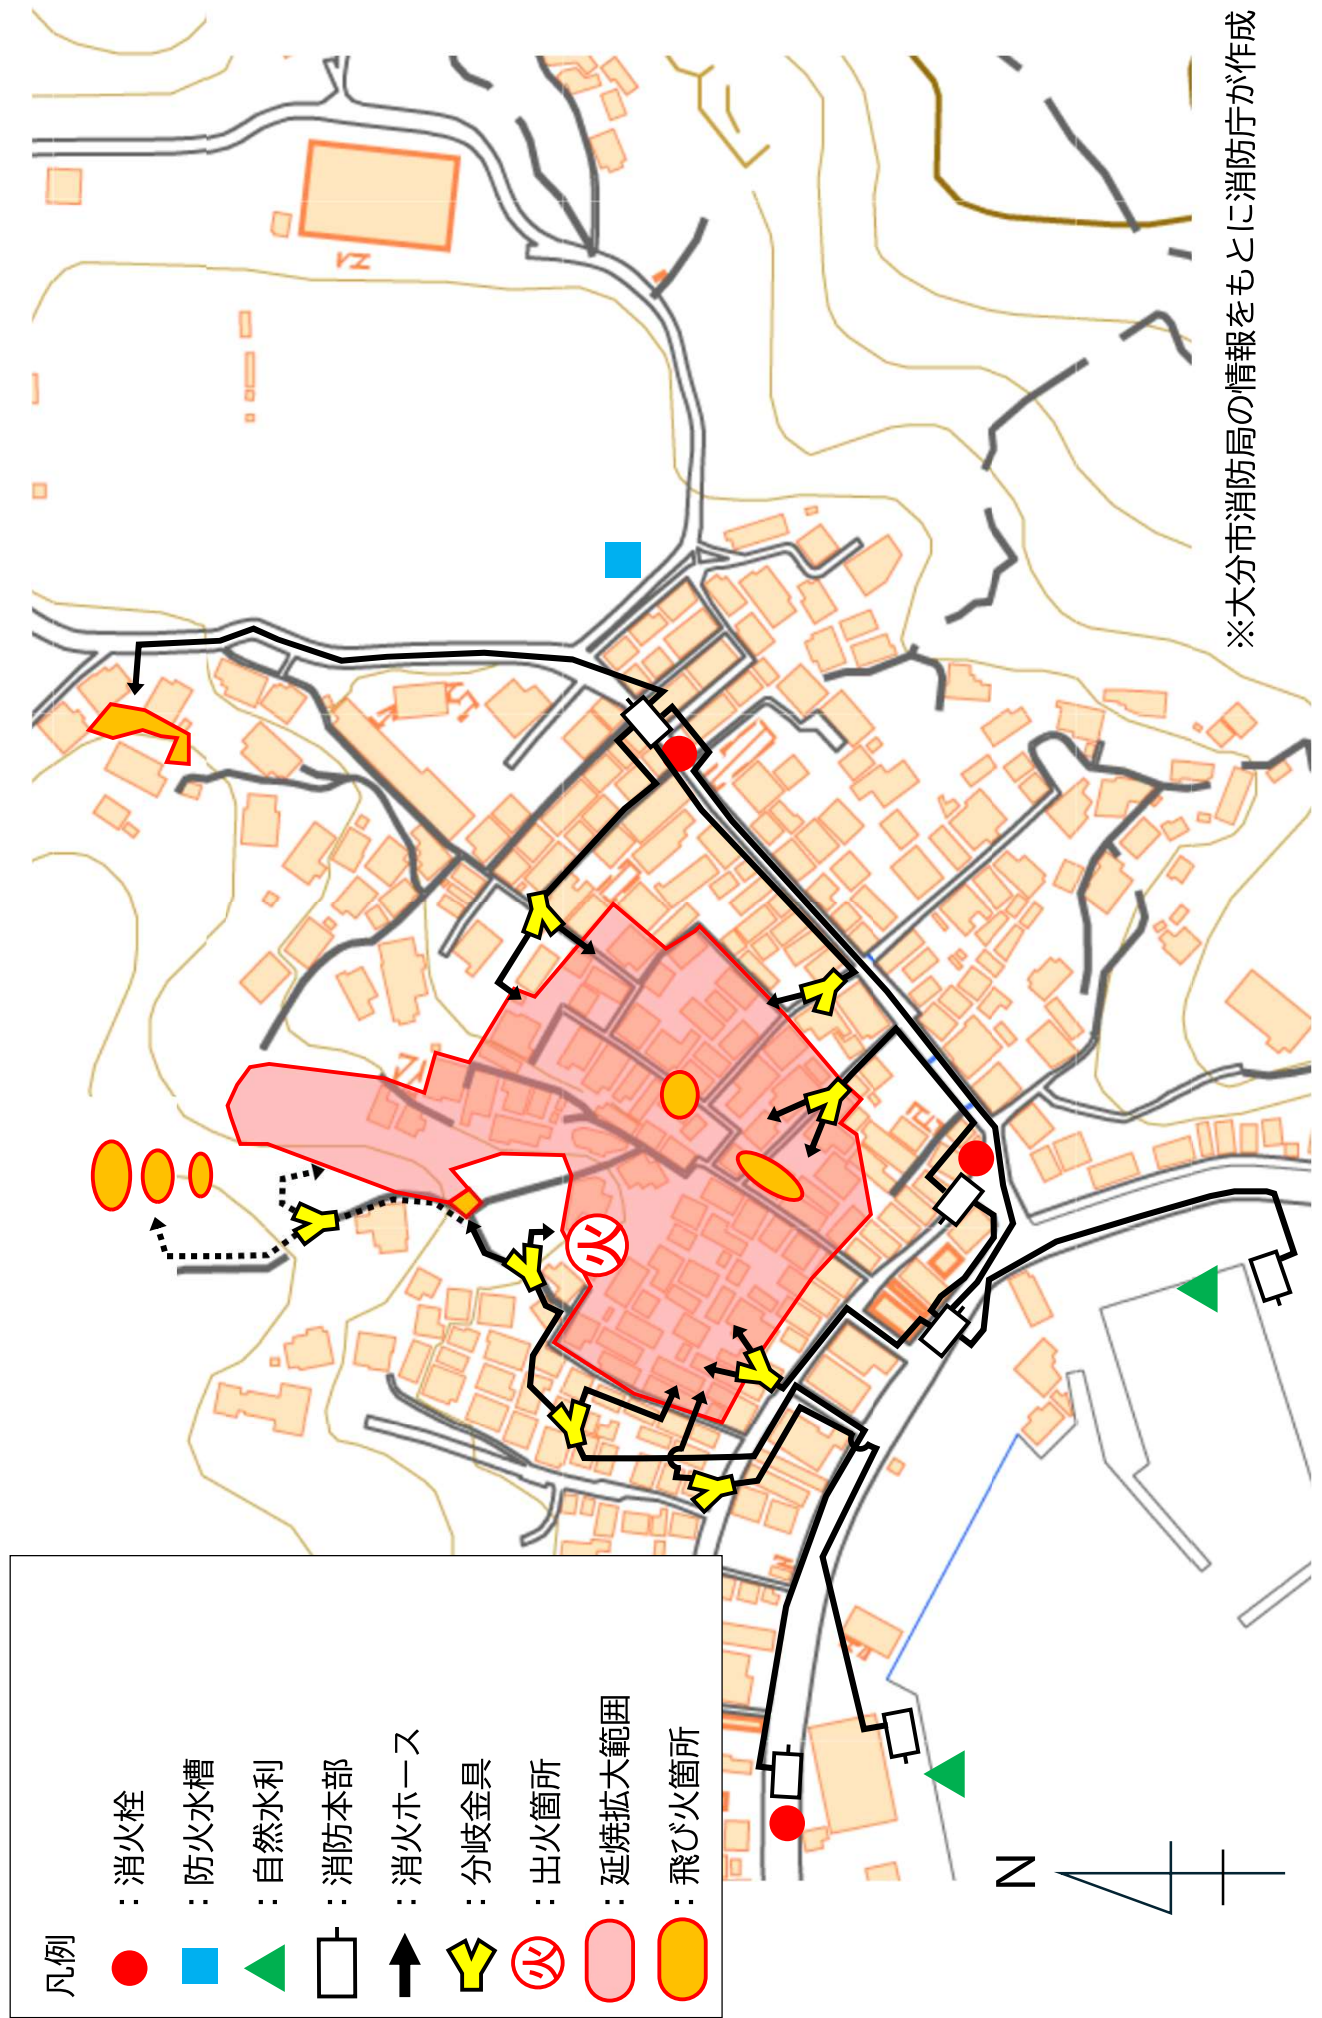 凡例
：消火栓
：防火水槽
：自然水利
：消防本部
：消火ホース
：分岐金具
火：出火箇所
：延焼拡大範囲
：飛び火箇所
火
N
※大分市消防局の情報をもとに消防庁が作成